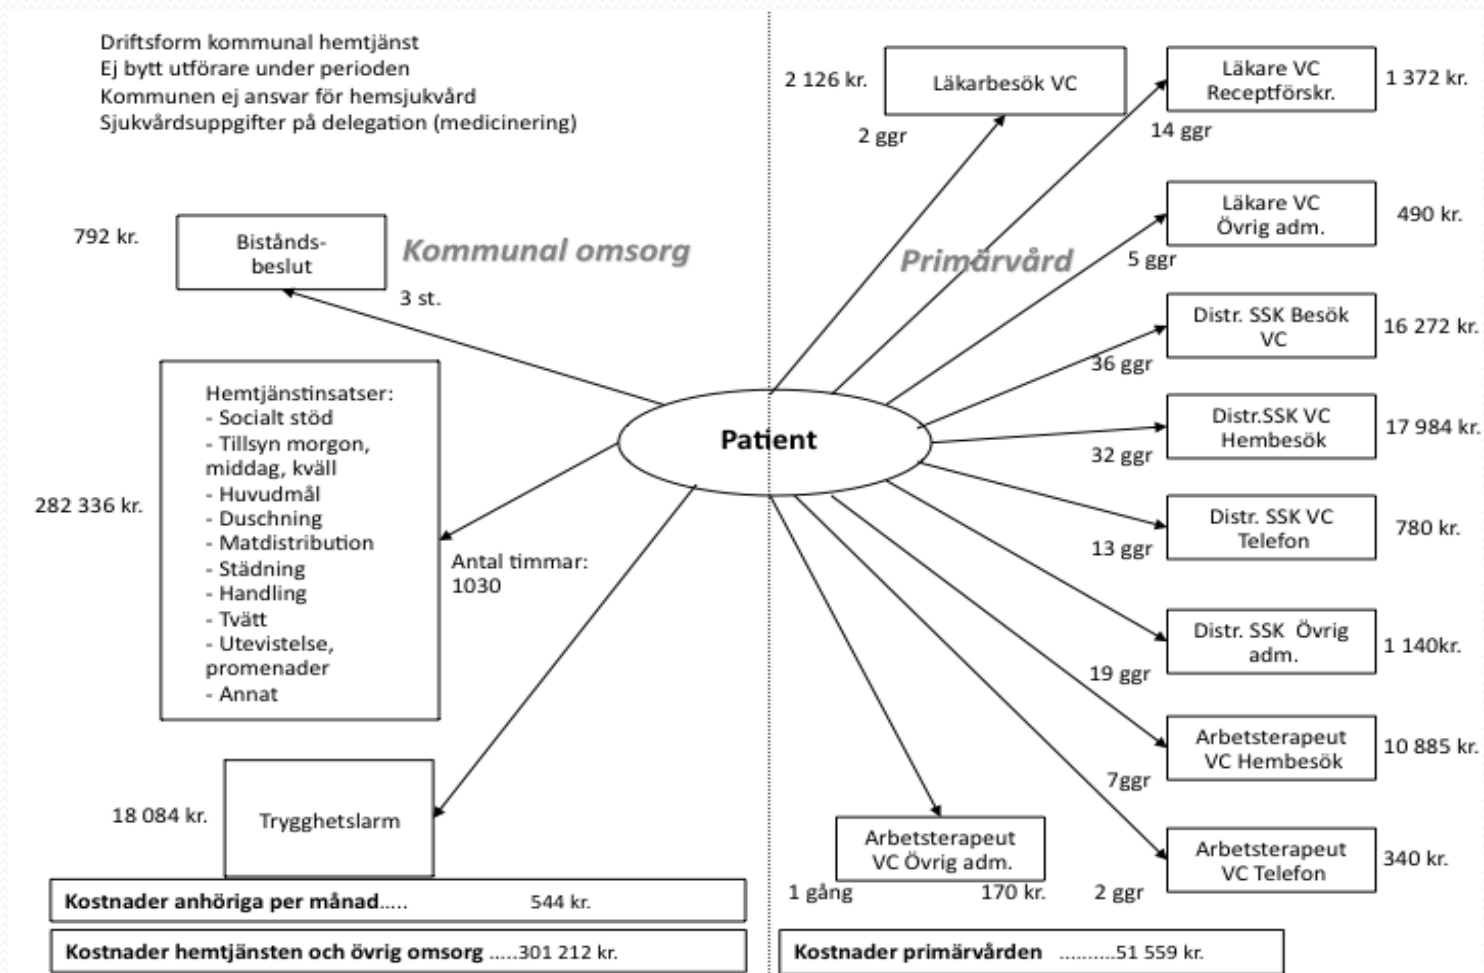 Driftsform kommunal hemtjänst
Ej bytt utförare under perioden
Kommunen ej ansvar för hemsjukvård
Sjukvårdsuppgifter på delegation (medicinering)
792 kr.
Bistånds-
beslut
Kommunal omsorg
3 st.
282 336 kr.
Hemtjänstinsatser:
- Socialt stöd
- Tillsyn morgon,
middag, kväll
- Huvudmål
- Duschning
- Matdistribution
- Städning
- Handling
- Tvätt
- Utevistelse,
promenader
- Annat
Antal timmar:
1030
18 084 kr.
Trygghetslarm
Patient
Primärvård
2 126 kr.
Läkarbesök VC
2 ggr
Läkare VC
Receptförskr.
1 372 kr.
14 ggr
Läkare VC
Övrig adm.
490 kr.
5 ggr
Distr. SSK Besök
VC
16 272 kr.
36 ggr
Distr.SSK VC
Hembesök
17 984 kr.
32 ggr
Distr. SSK VC
Telefon
780 kr.
13 ggr
Distr. SSK Övrig
adm.
1 140kr.
19 ggr
Arbetsterapeut
VC Hembesök
10 885 kr.
7ggr
Arbetsterapeut
VC Telefon
340 kr.
2 ggr
Arbetsterapeut
VC Övrig adm.
1 gång
170 kr.
Kostnader anhöriga per månad..... 544 kr.
Kostnader hemtjänsten och övrig omsorg .....301 212 kr.
Kostnader primärvården ..........51 559 kr.